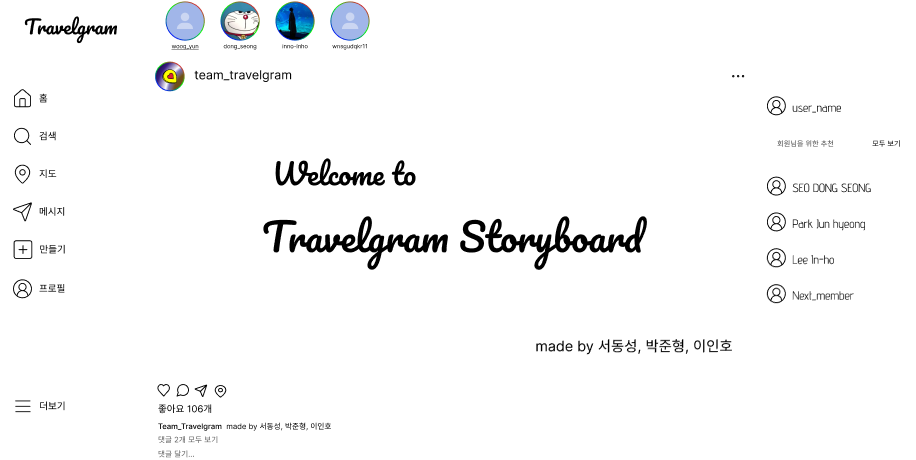 Travelgram
woog_yun
dong_seong
inno-inho
wnsgudqkr11
team_travelgram
홈
검색
지도
메시지
만들기
프로필
더보기
Welcome to
Travelgram Storyboard
made by 서동성, 박준형, 이인호
좋아요 106개
Team_Travelgram made by 서동성, 박준형, 이인호
댓글 2개 모두 보기
댓글 달기...
user_name
회원님을 위한 추천 모두 보기
SEO DONG SEONG
Park Jun hyeong
Lee In-ho
Next_member